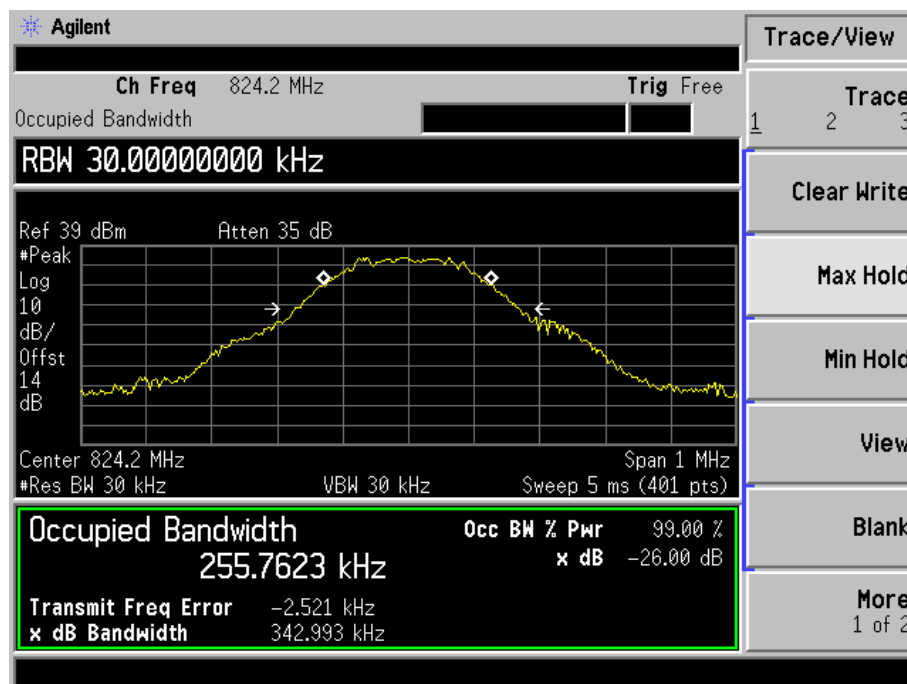 Agilent
Trace/View
Ch Freq 824.2 MHz Trig Free
Occupied Bandwidth
Trace
1 2 3
RBW 30.00000000 kHz
Clear Write
Ref 39 dBm Atten 35 dB
#Peak
Log
10
dB/
Offst
14
dB
Max Hold
Min Hold
Center 824.2 MHz Span 1 MHz
#Res BW 30 kHz VBW 30 kHz Sweep 5 ms (401 pts)
View
Occupied Bandwidth Occ BW % Pwr 99.00 %
255.7623 kHz x dB -26.00 dB
Blank
Transmit Freq Error -2.521 kHz
x dB Bandwidth 342.993 kHz
More
1 of 2